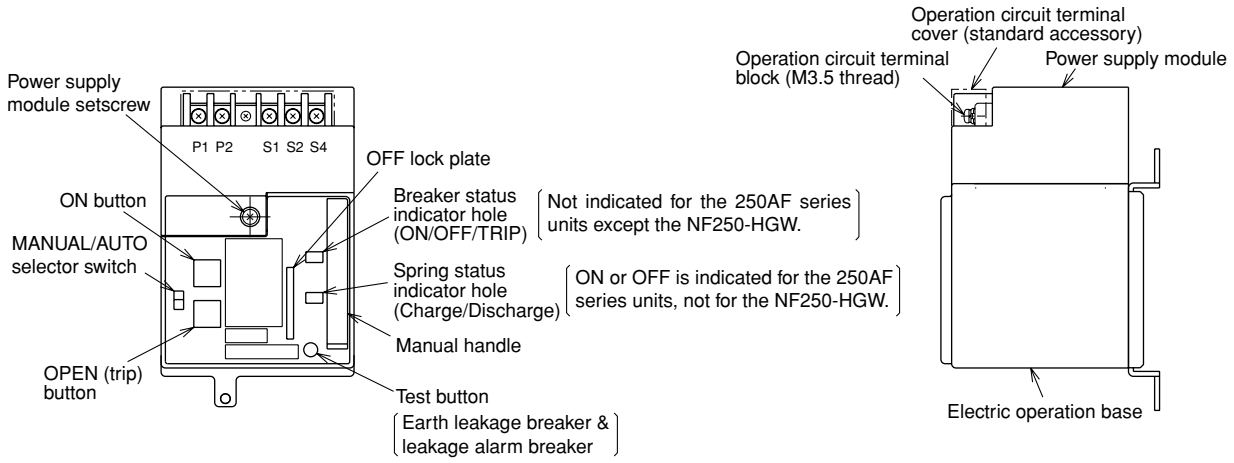 Power supply
module setscrew
P1 P2 S1 S2 S4
OFF lock plate
ON button
Breaker status
indicator hole
(ON/OFF/TRIP)
Not indicated for the 250AF series
units except the NF250-HGW.
MANUAL/AUTO
selector switch
Spring status
indicator hole
(Charge/Discharge)
ON or OFF is indicated for the 250AF
series units, not for the NF250-HGW.
Manual handle
OPEN (trip)
button
Test button
Earth leakage breaker &
leakage alarm breaker
Operation circuit terminal
cover (standard accessory)
Operation circuit terminal
block (M3.5 thread)
Power supply module
Electric operation base